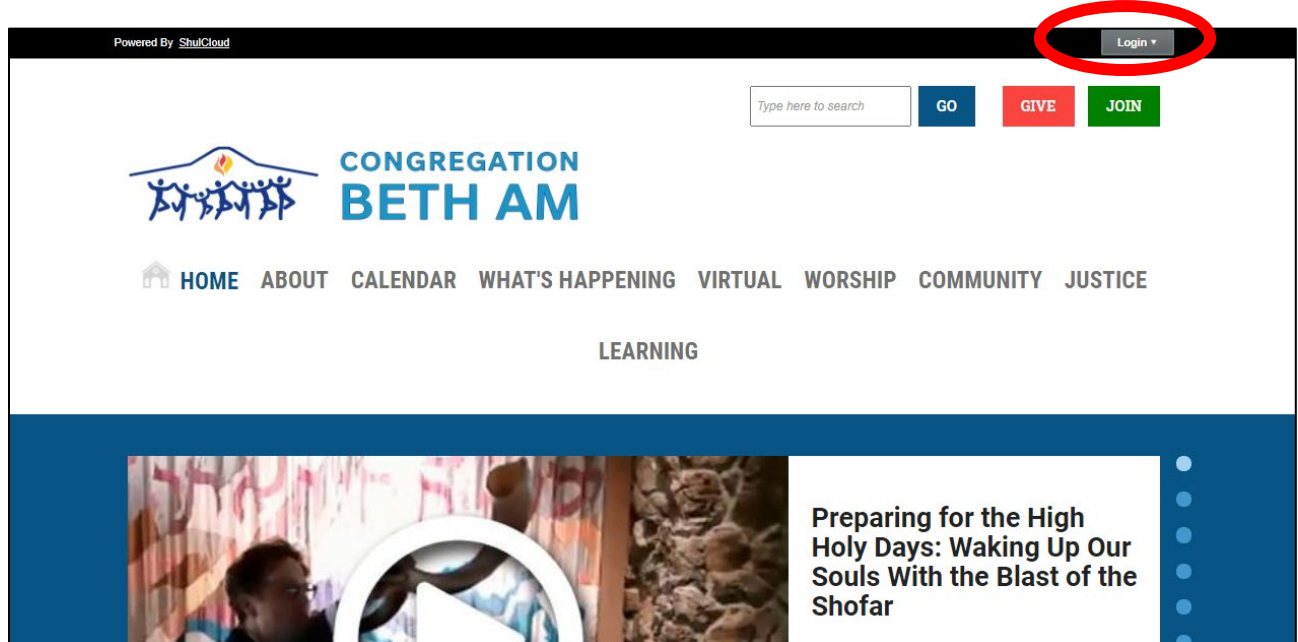 Powered By ShulCloud
Login ▾
Type here to search
GO
GIVE
JOIN
CONGREGATION
BETH AM
HOME ABOUT CALENDAR WHAT'S HAPPENING VIRTUAL WORSHIP COMMUNITY JUSTICE
LEARNING
Preparing for the High
Holy Days: Waking Up Our
Souls With the Blast of the
Shofar